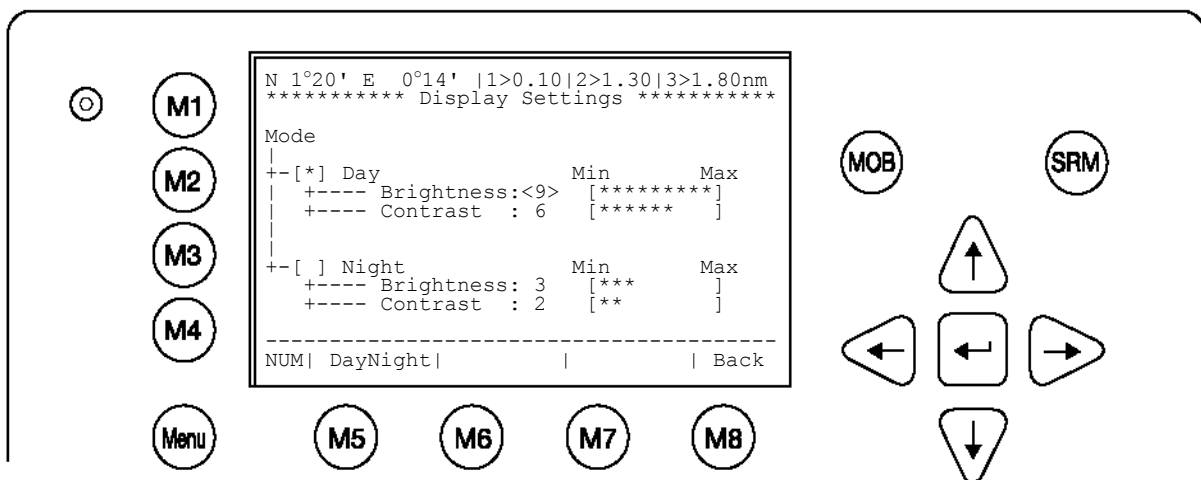 N 1°20' E 0°14' |1>0.10|2>1.30|3>1.80nm
*********** Display Settings ***********
Mode
|
+-[*] Day Min Max
| +---- Brightness:<9> [*********]
| +---- Contrast : 6 [****** ]
|
|
+-[ ] Night Min Max
+---- Brightness: 3 [*** ]
+---- Contrast : 2 [** ]
----------------------------------------
NUM| DayNight| | | Back
M1
M2
M3
M4
Menu
M5
M6
M7
M8
MOB
SRM